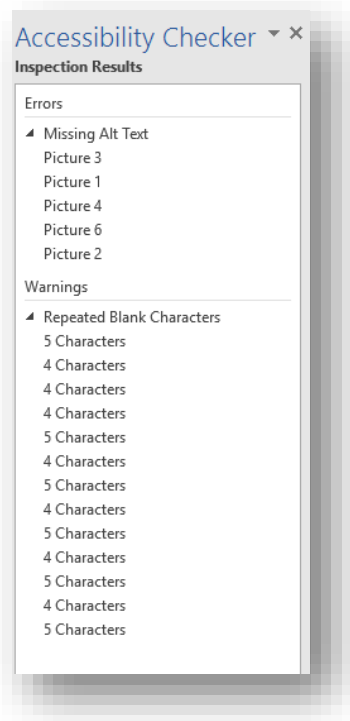 Accessibility Checker
Inspection Results
Errors
Missing Alt Text
Picture 3
Picture 1
Picture 4
Picture 6
Picture 2
Warnings
Repeated Blank Characters
5 Characters
4 Characters
4 Characters
4 Characters
5 Characters
4 Characters
5 Characters
4 Characters
5 Characters
4 Characters
5 Characters
4 Characters
5 Characters